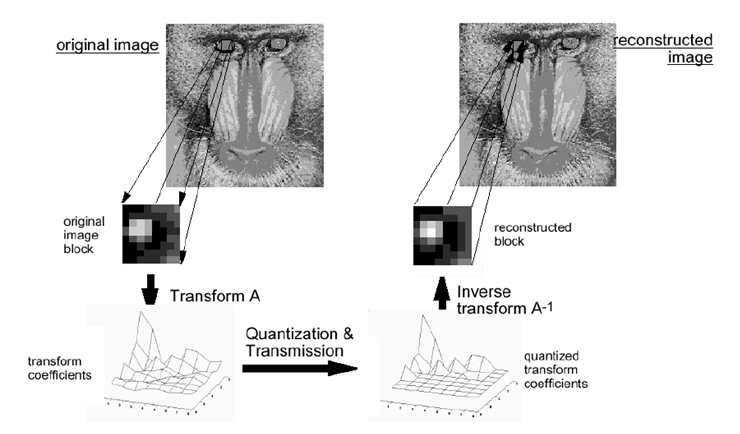 original image
reconstructed
image
original
image
block
reconstructed
block
Transform A
Inverse
transform A-1
Quantization &
Transmission
transform
coefficients
quantized
transform
coefficients